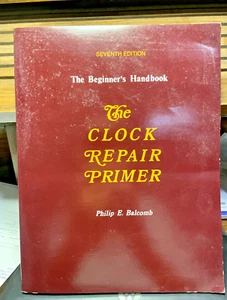 SEVENTH EDITION
The Beginner's Handbook
The
CLOCK
REPAIR
PRIMER
Philip E. Balcomb